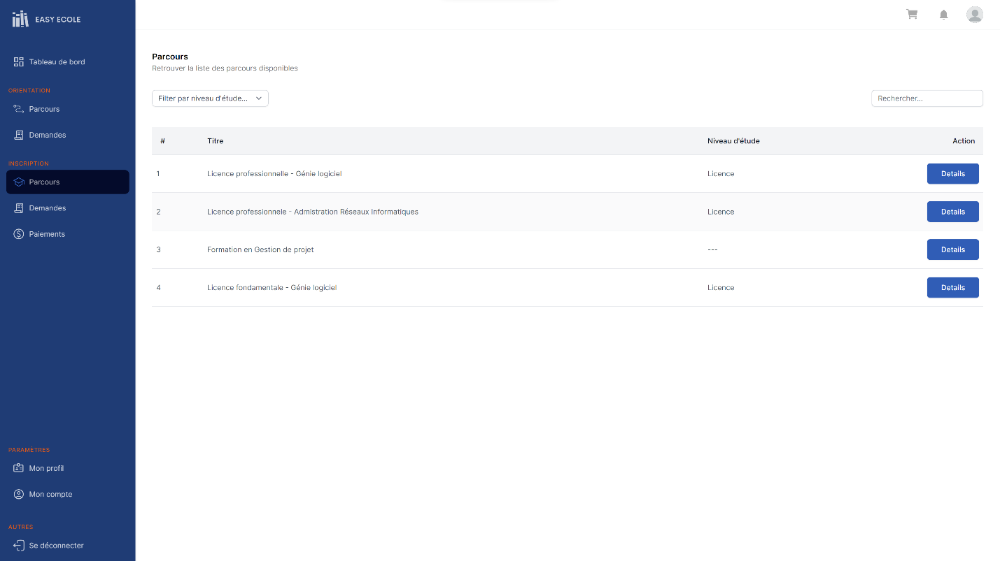 EASY ECOLE
Tableau de bord
ORIENTATION
Parcours
Demandes
INSCRIPTION
Parcours
Demandes
Paiements
PARAMÈTRES
Mon profil
Mon compte
AUTRES
Se déconnecter
Parcours
Retrouver la liste des parcours disponibles
Filter par niveau d'étude...
Rechercher...
# Titre Niveau d'étude Action
1 Licence professionnelle - Génie logiciel Licence Details
2 Licence professionnele - Admistration Réseaux Informatiques Licence Details
3 Formation en Gestion de projet --- Details
4 Licence fondamentale - Génie logiciel Licence Details